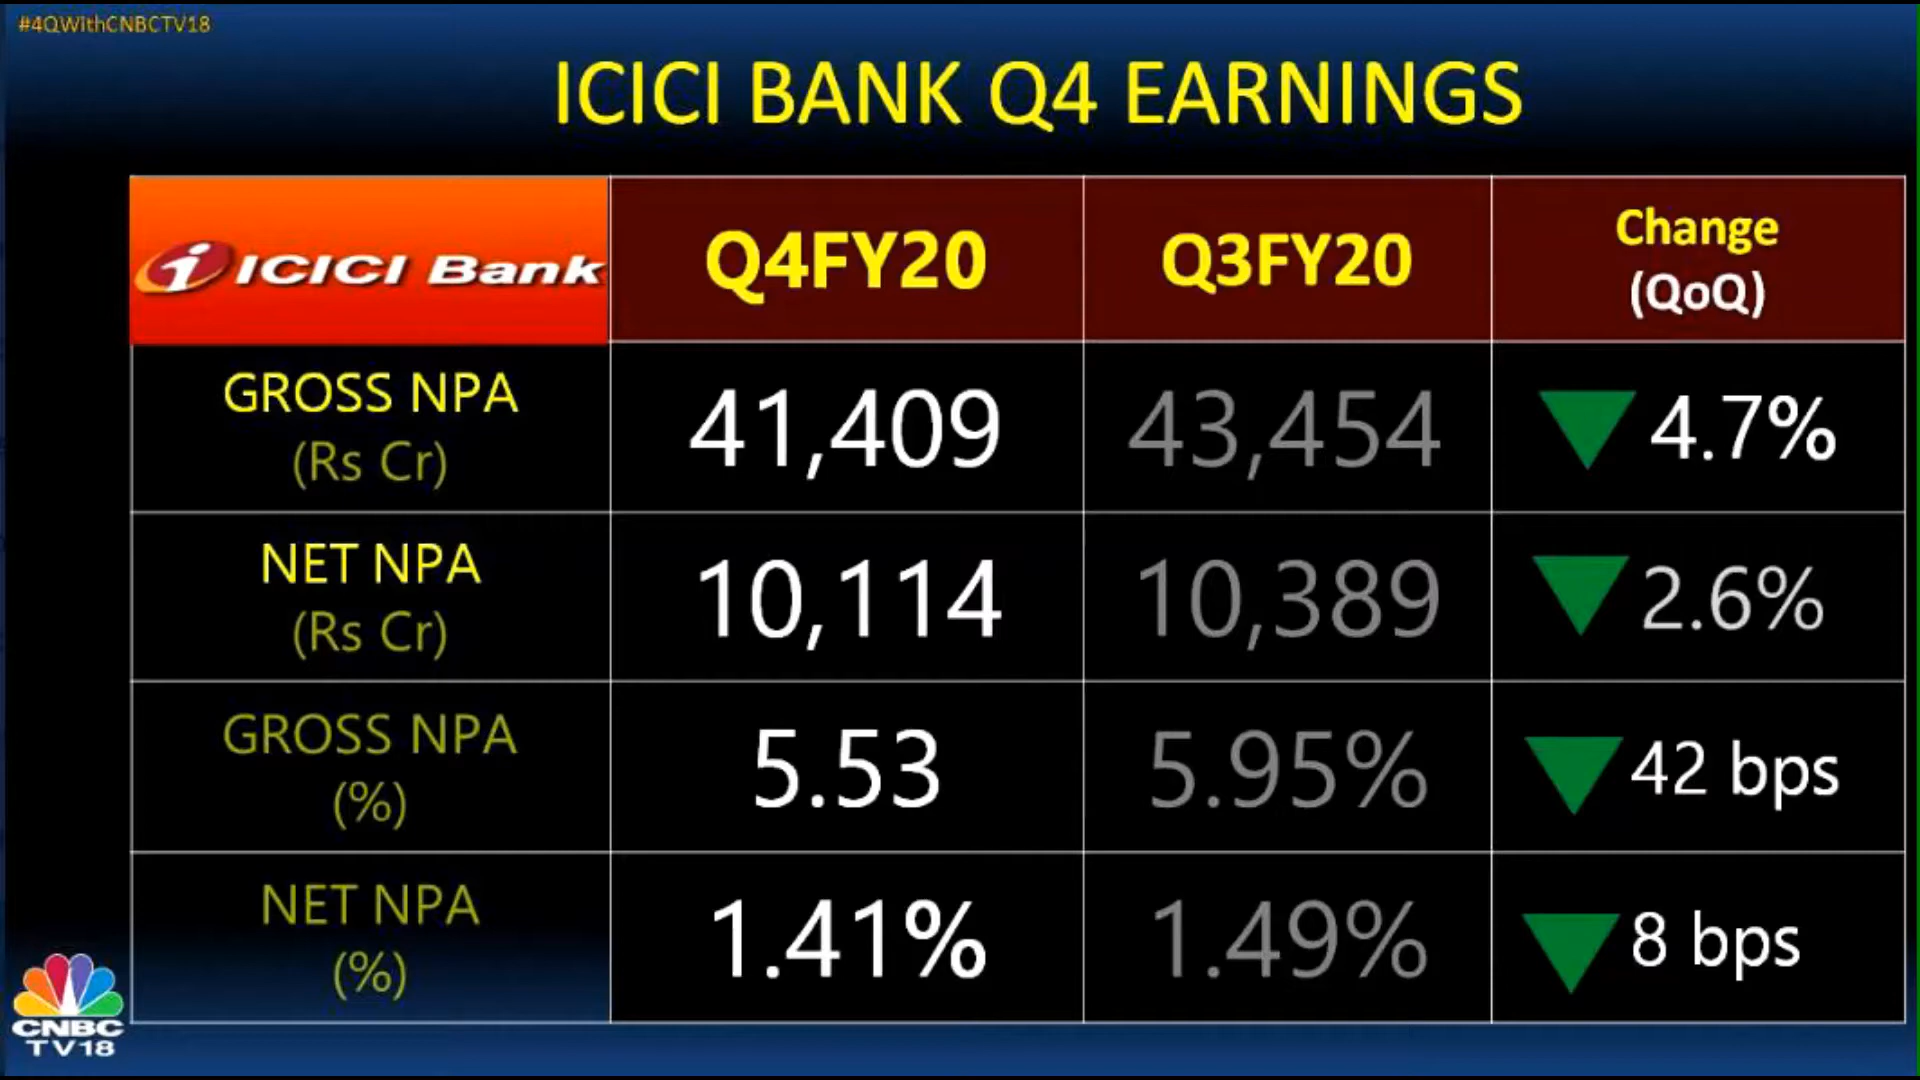 #4QWithCNBCTV18
ICICI BANK Q4 EARNINGS
ICICI Bank Q4FY20 Q3FY20 Change (QoQ)
GROSS NPA (Rs Cr) 41,409 43,454 4.7%
NET NPA (Rs Cr) 10,114 10,389 2.6%
GROSS NPA (%) 5.53 5.95% 42 bps
NET NPA (%) 1.41% 1.49% 8 bps
CNBC
TV18